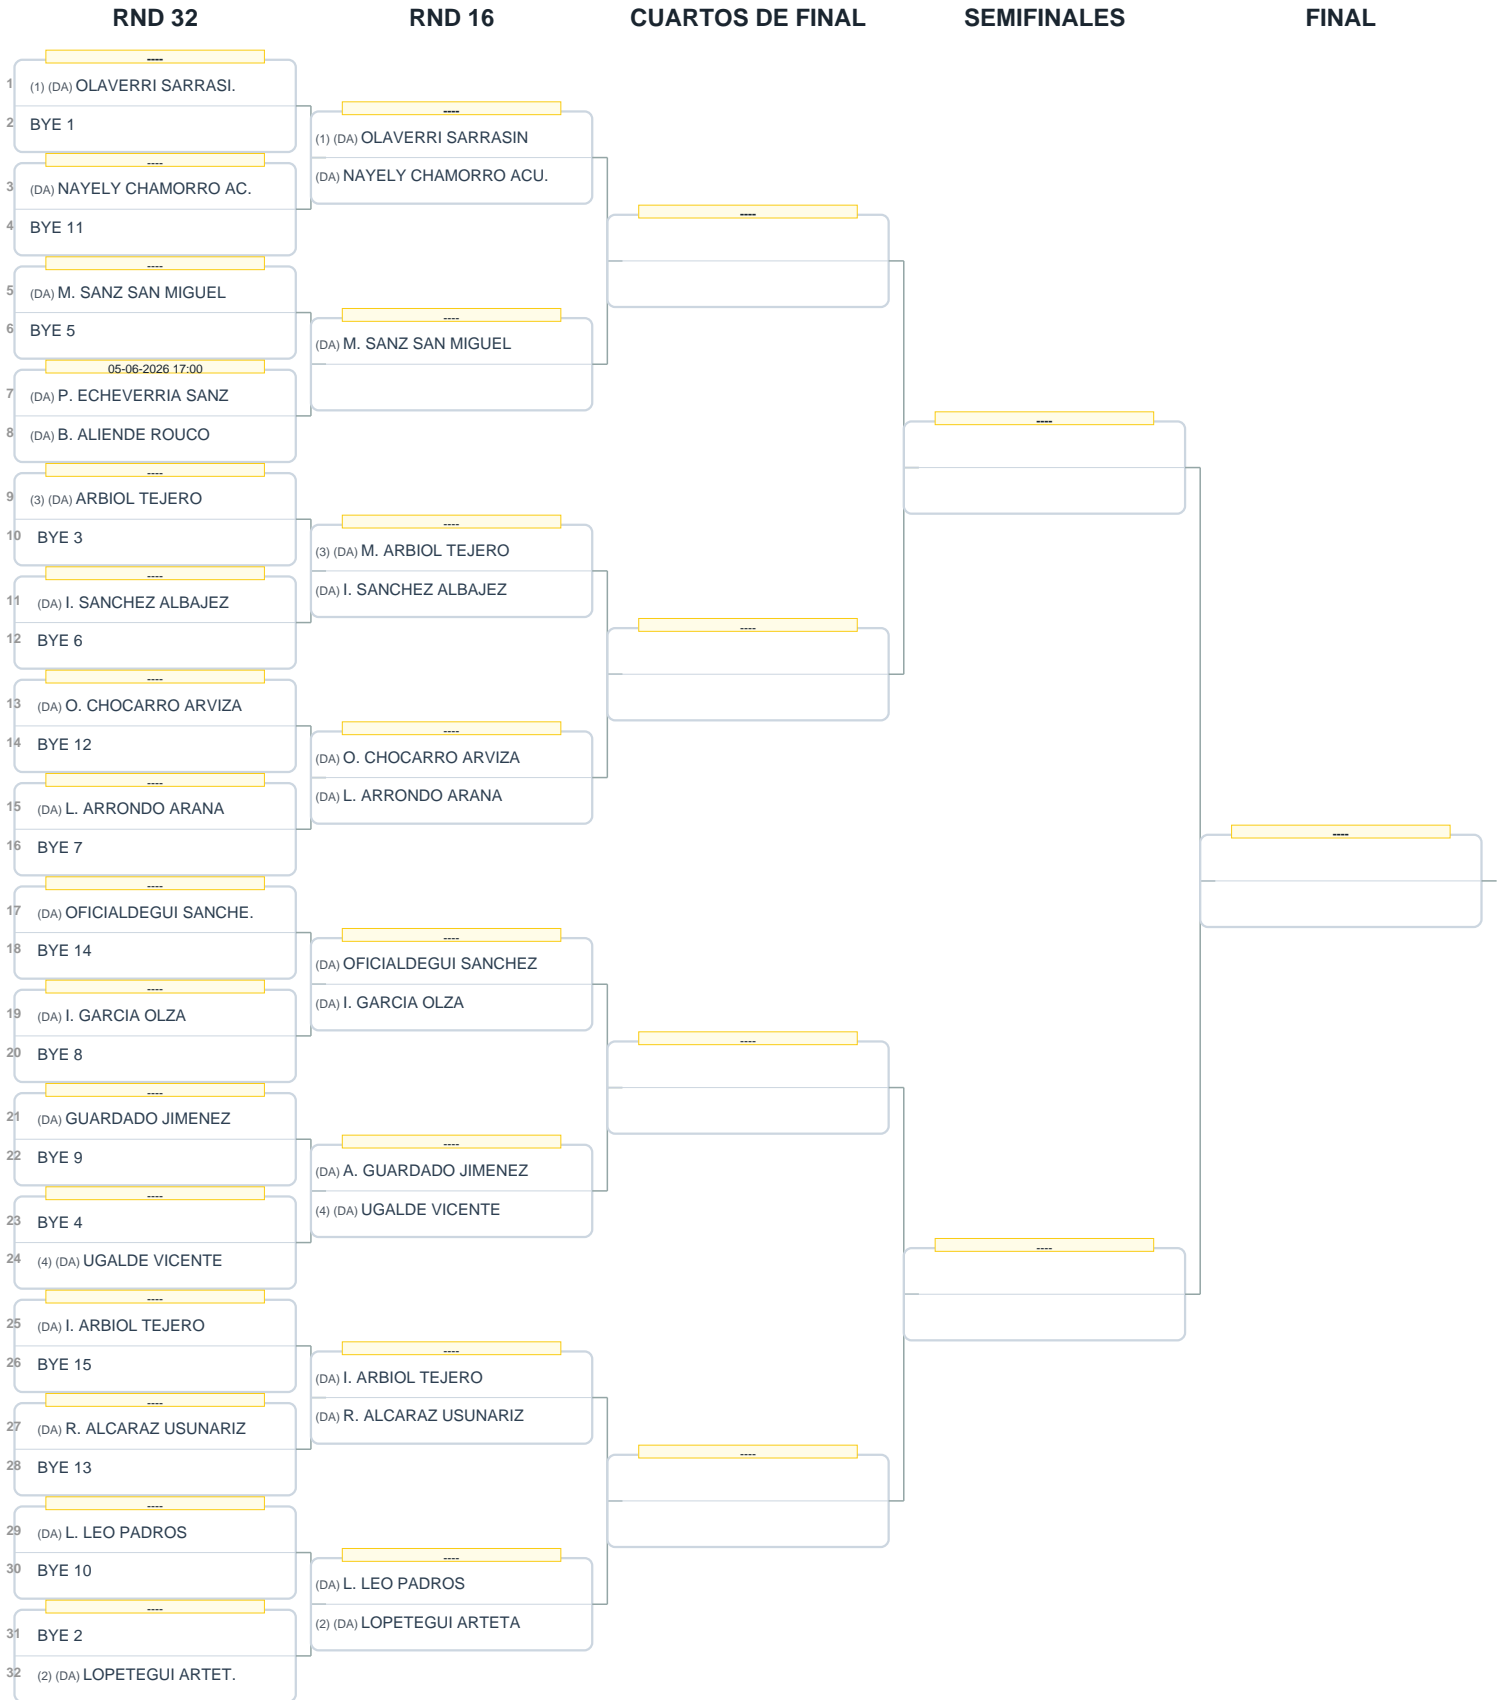 RND 32
RND 16
CUARTOS DE FINAL
SEMIFINALES
FINAL
----
1 (1) (DA) OLAVERRI SARRASI.
2 BYE 1
----
3 (DA) NAYELY CHAMORRO AC.
4 BYE 11
----
5 (DA) M. SANZ SAN MIGUEL
6 BYE 5
05-06-2026 17:00
7 (DA) P. ECHEVERRIA SANZ
8 (DA) B. ALIENDE ROUCO
----
9 (3) (DA) ARBIOL TEJERO
10 BYE 3
----
11 (DA) I. SANCHEZ ALBAJEZ
12 BYE 6
----
13 (DA) O. CHOCARRO ARVIZA
14 BYE 12
----
15 (DA) L. ARRONDO ARANA
16 BYE 7
----
17 (DA) OFICIALDEGUI SANCHE.
18 BYE 14
----
19 (DA) I. GARCIA OLZA
20 BYE 8
----
21 (DA) GUARDADO JIMENEZ
22 BYE 9
----
23 BYE 4
24 (4) (DA) UGALDE VICENTE
----
25 (DA) I. ARBIOL TEJERO
26 BYE 15
----
27 (DA) R. ALCARAZ USUNARIZ
28 BYE 13
----
29 (DA) L. LEO PADROS
30 BYE 10
----
31 BYE 2
32 (2) (DA) LOPETEGUI ARTET.
----
(1) (DA) OLAVERRI SARRASIN
(DA) NAYELY CHAMORRO ACU.
----
(DA) M. SANZ SAN MIGUEL
----
(3) (DA) M. ARBIOL TEJERO
(DA) I. SANCHEZ ALBAJEZ
----
(DA) O. CHOCARRO ARVIZA
(DA) L. ARRONDO ARANA
----
(DA) OFICIALDEGUI SANCHEZ
(DA) I. GARCIA OLZA
----
(DA) A. GUARDADO JIMENEZ
(4) (DA) UGALDE VICENTE
----
(DA) I. ARBIOL TEJERO
(DA) R. ALCARAZ USUNARIZ
----
(DA) L. LEO PADROS
(2) (DA) LOPETEGUI ARTETA
----
----
----
----
----
----
----